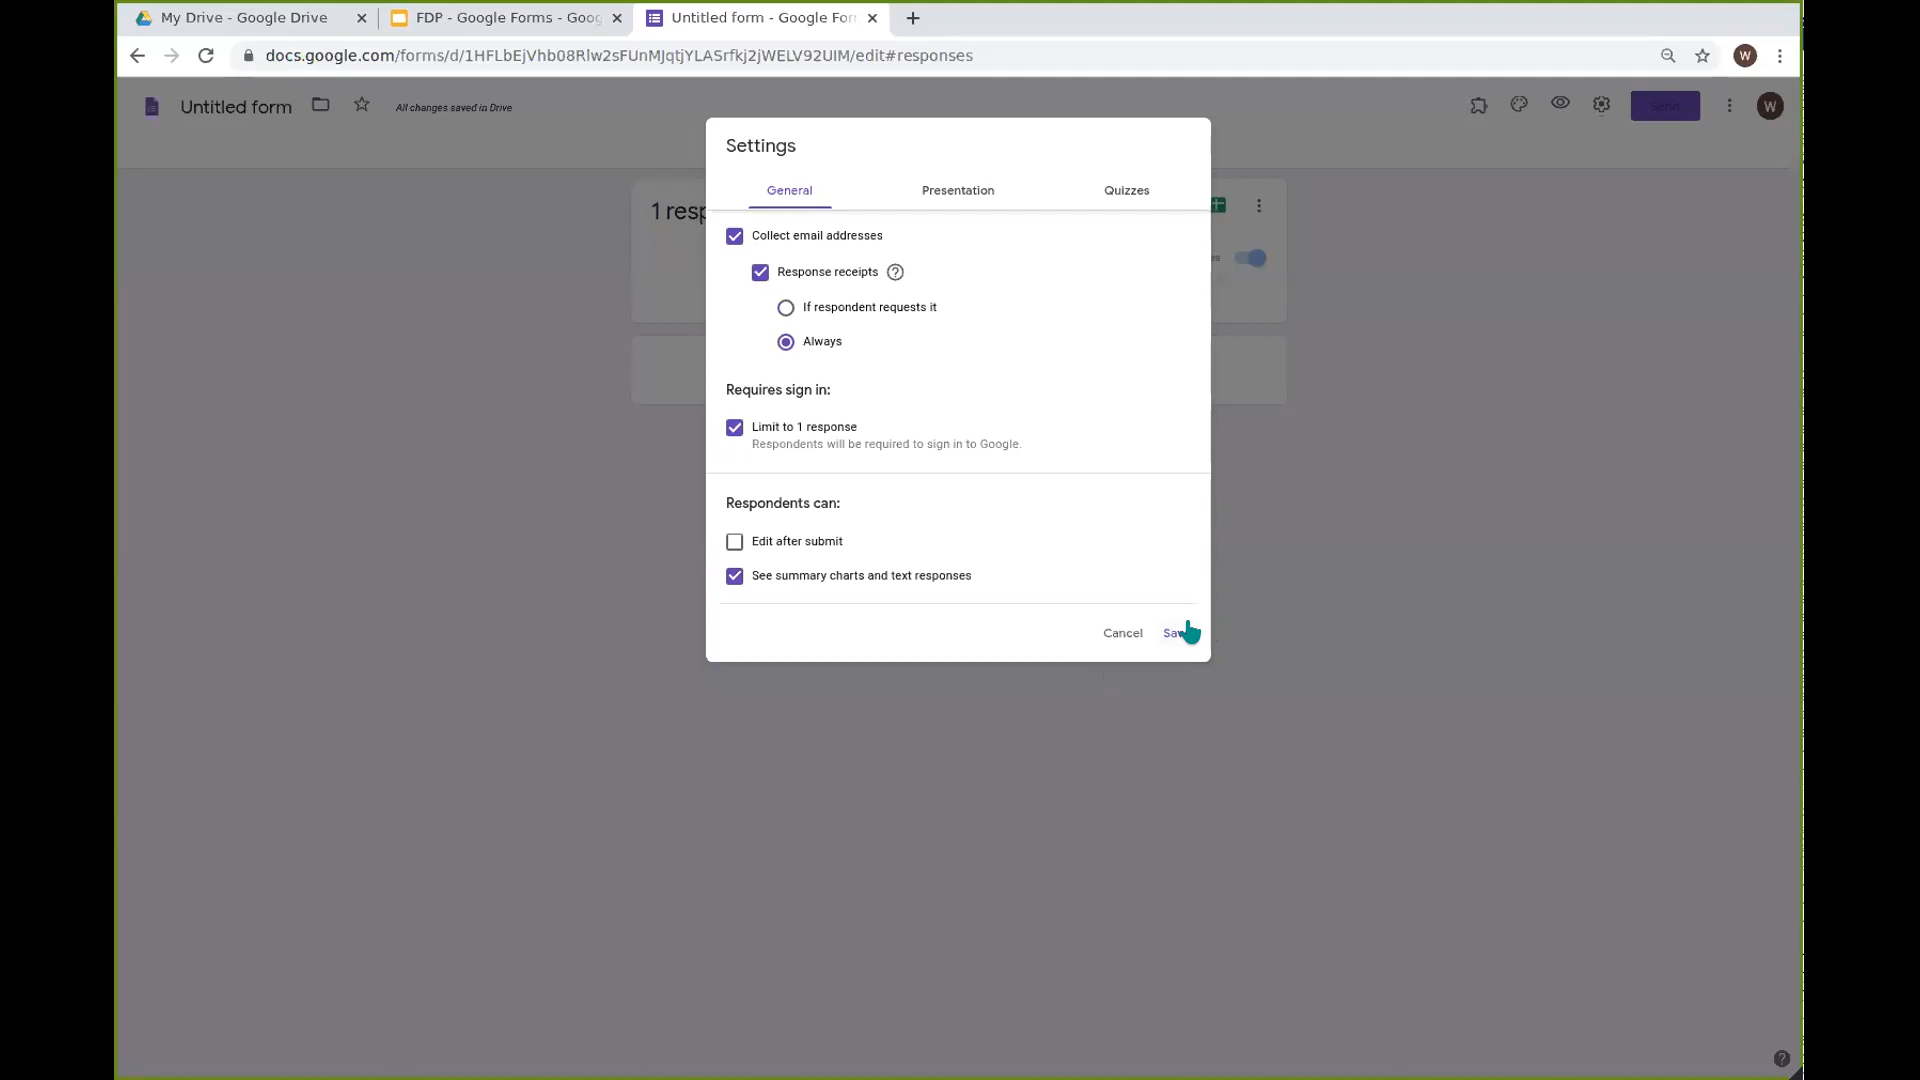 My Drive - Google Drive
FDP - Google Forms - Goog
Untitled form - Google For
docs.google.com/forms/d/1HFLbEjVhb08Rlw2sFUnMJqtjYLASrfkj2jWELV92UIM/edit#responses
W
Untitled form
All changes saved in Drive
Send
W
Settings
General
Presentation
Quizzes
1 resp
Collect email addresses
es
Response receipts
If respondent requests it
Always
Requires sign in:
Limit to 1 response
Respondents will be required to sign in to Google.
Respondents can:
Edit after submit
See summary charts and text responses
Cancel
Sav